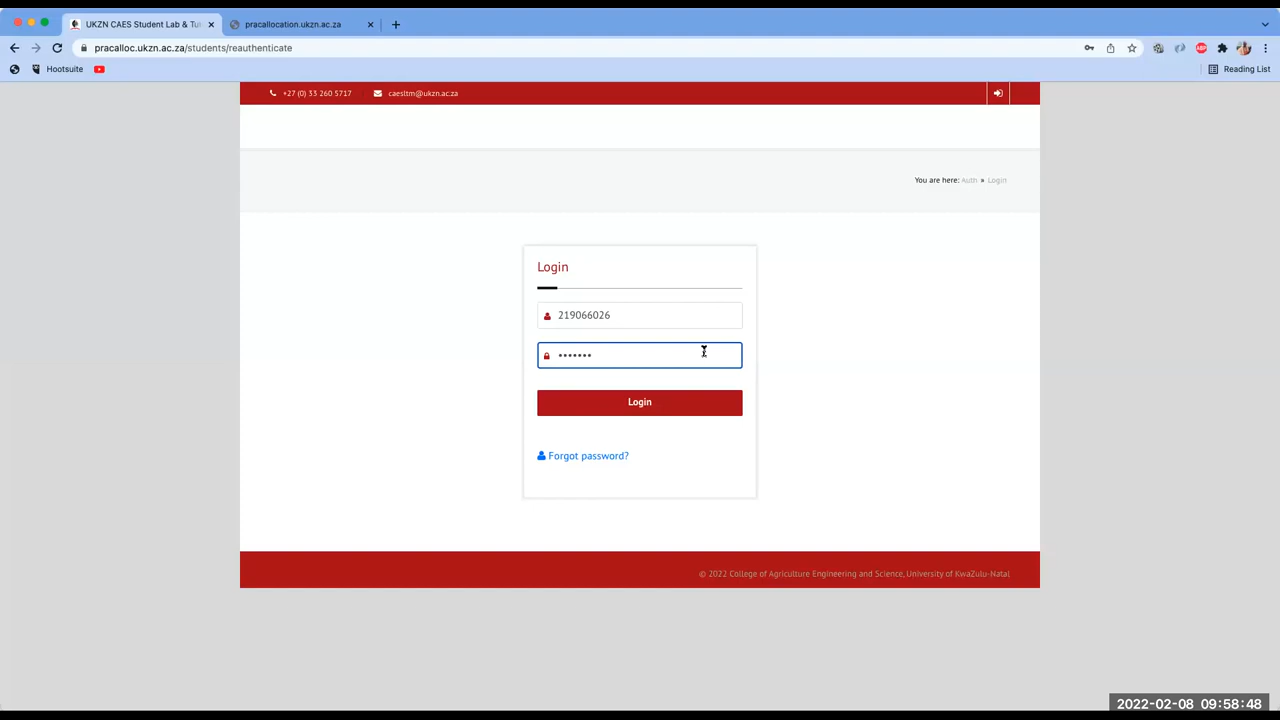 UKZN CAES Student Lab & Tu
pracallocation.ukzn.ac.za
pracalloc.ukzn.ac.za/students/reauthenticate
Hootsuite
Reading List
+27 (0) 33 260 5717
caesltm@ukzn.ac.za
You are here: Auth » Login
Login
219066026
•••••••
Login
Forgot password?
© 2022 College of Agriculture Engineering and Science, University of KwaZulu-Natal
2022-02-08 09:58:48